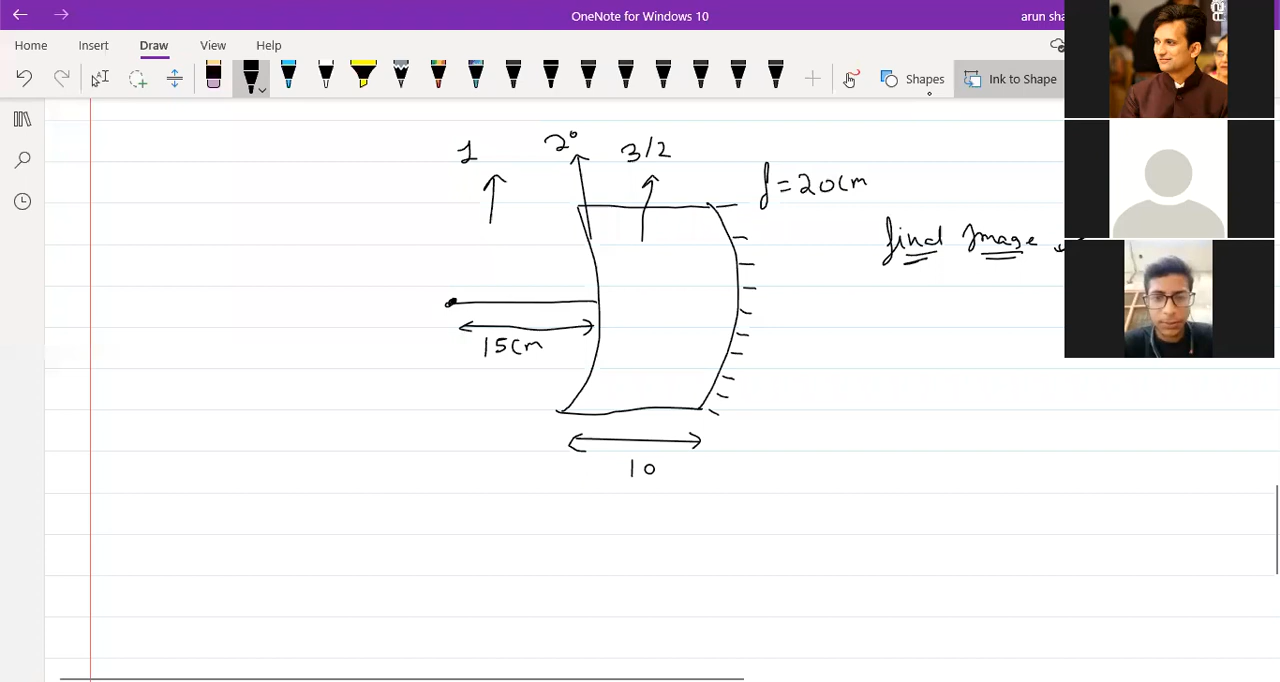 OneNote for Windows 10
arun sha
Home Insert Draw View Help
Shapes Ink to Shape
1 20 3/2
f = 20cm
find Image
15cm
10